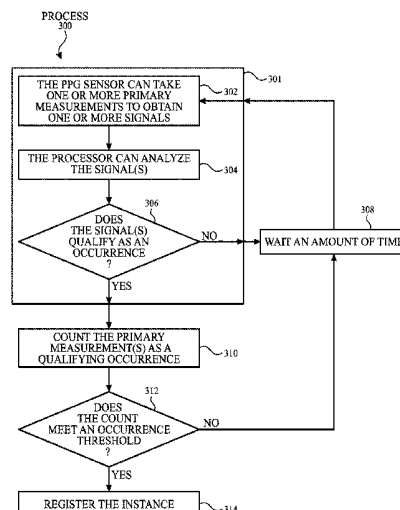 PROCESS
300
301
THE PPG SENSOR CAN TAKE
ONE OR MORE PRIMARY
MEASUREMENTS TO OBTAIN
ONE OR MORE SIGNALS
302
THE PROCESSOR CAN ANALYZE
THE SIGNAL(S)
304
306
DOES
THE SIGNAL(S)
QUALIFY AS AN
OCCURRENCE
?
NO
YES
308
WAIT AN AMOUNT OF TIME
COUNT THE PRIMARY
MEASUREMENT(S) AS A
QUALIFYING OCCURRENCE
310
312
DOES
THE COUNT
MEET AN OCCURRENCE
THRESHOLD
?
NO
YES
REGISTER THE INSTANCE
314